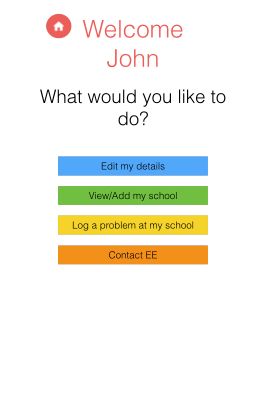 Welcome
John
What would you like to
do?
Edit my details
View/Add my school
Log a problem at my school
Contact EE